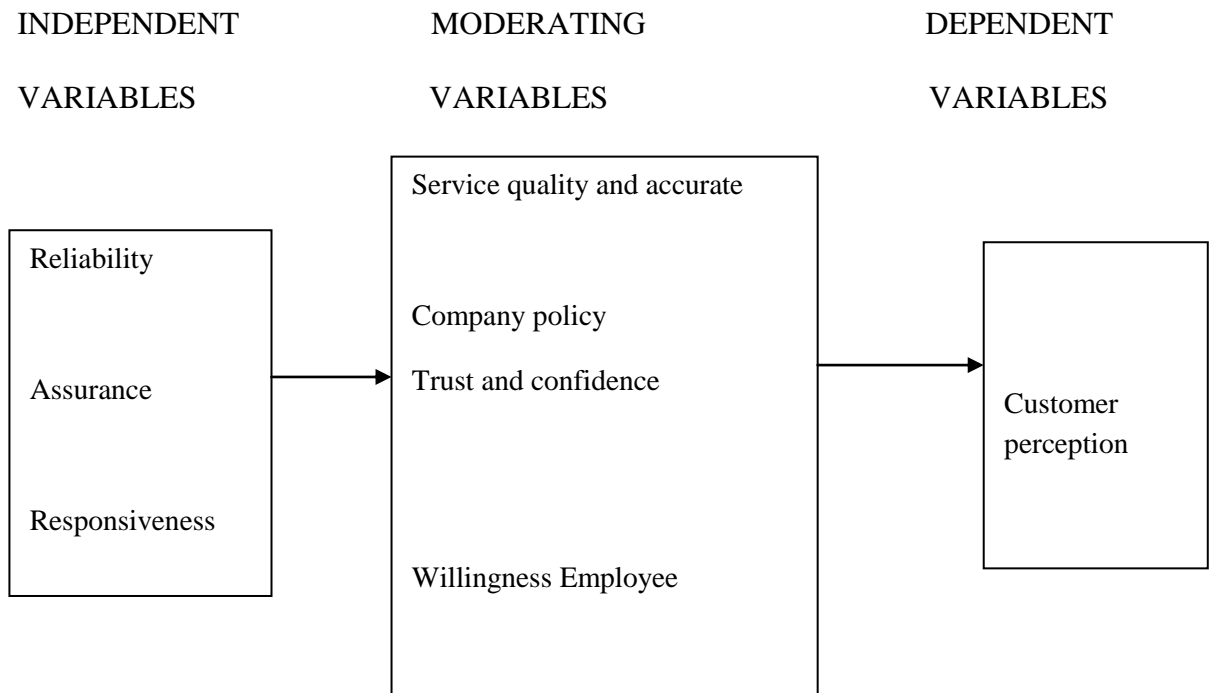 INDEPENDENT MODERATING DEPENDENT
VARIABLES VARIABLES VARIABLES
Reliability
Assurance
Responsiveness
Service quality and accurate
Company policy
Trust and confidence
Willingness Employee
Customer
perception